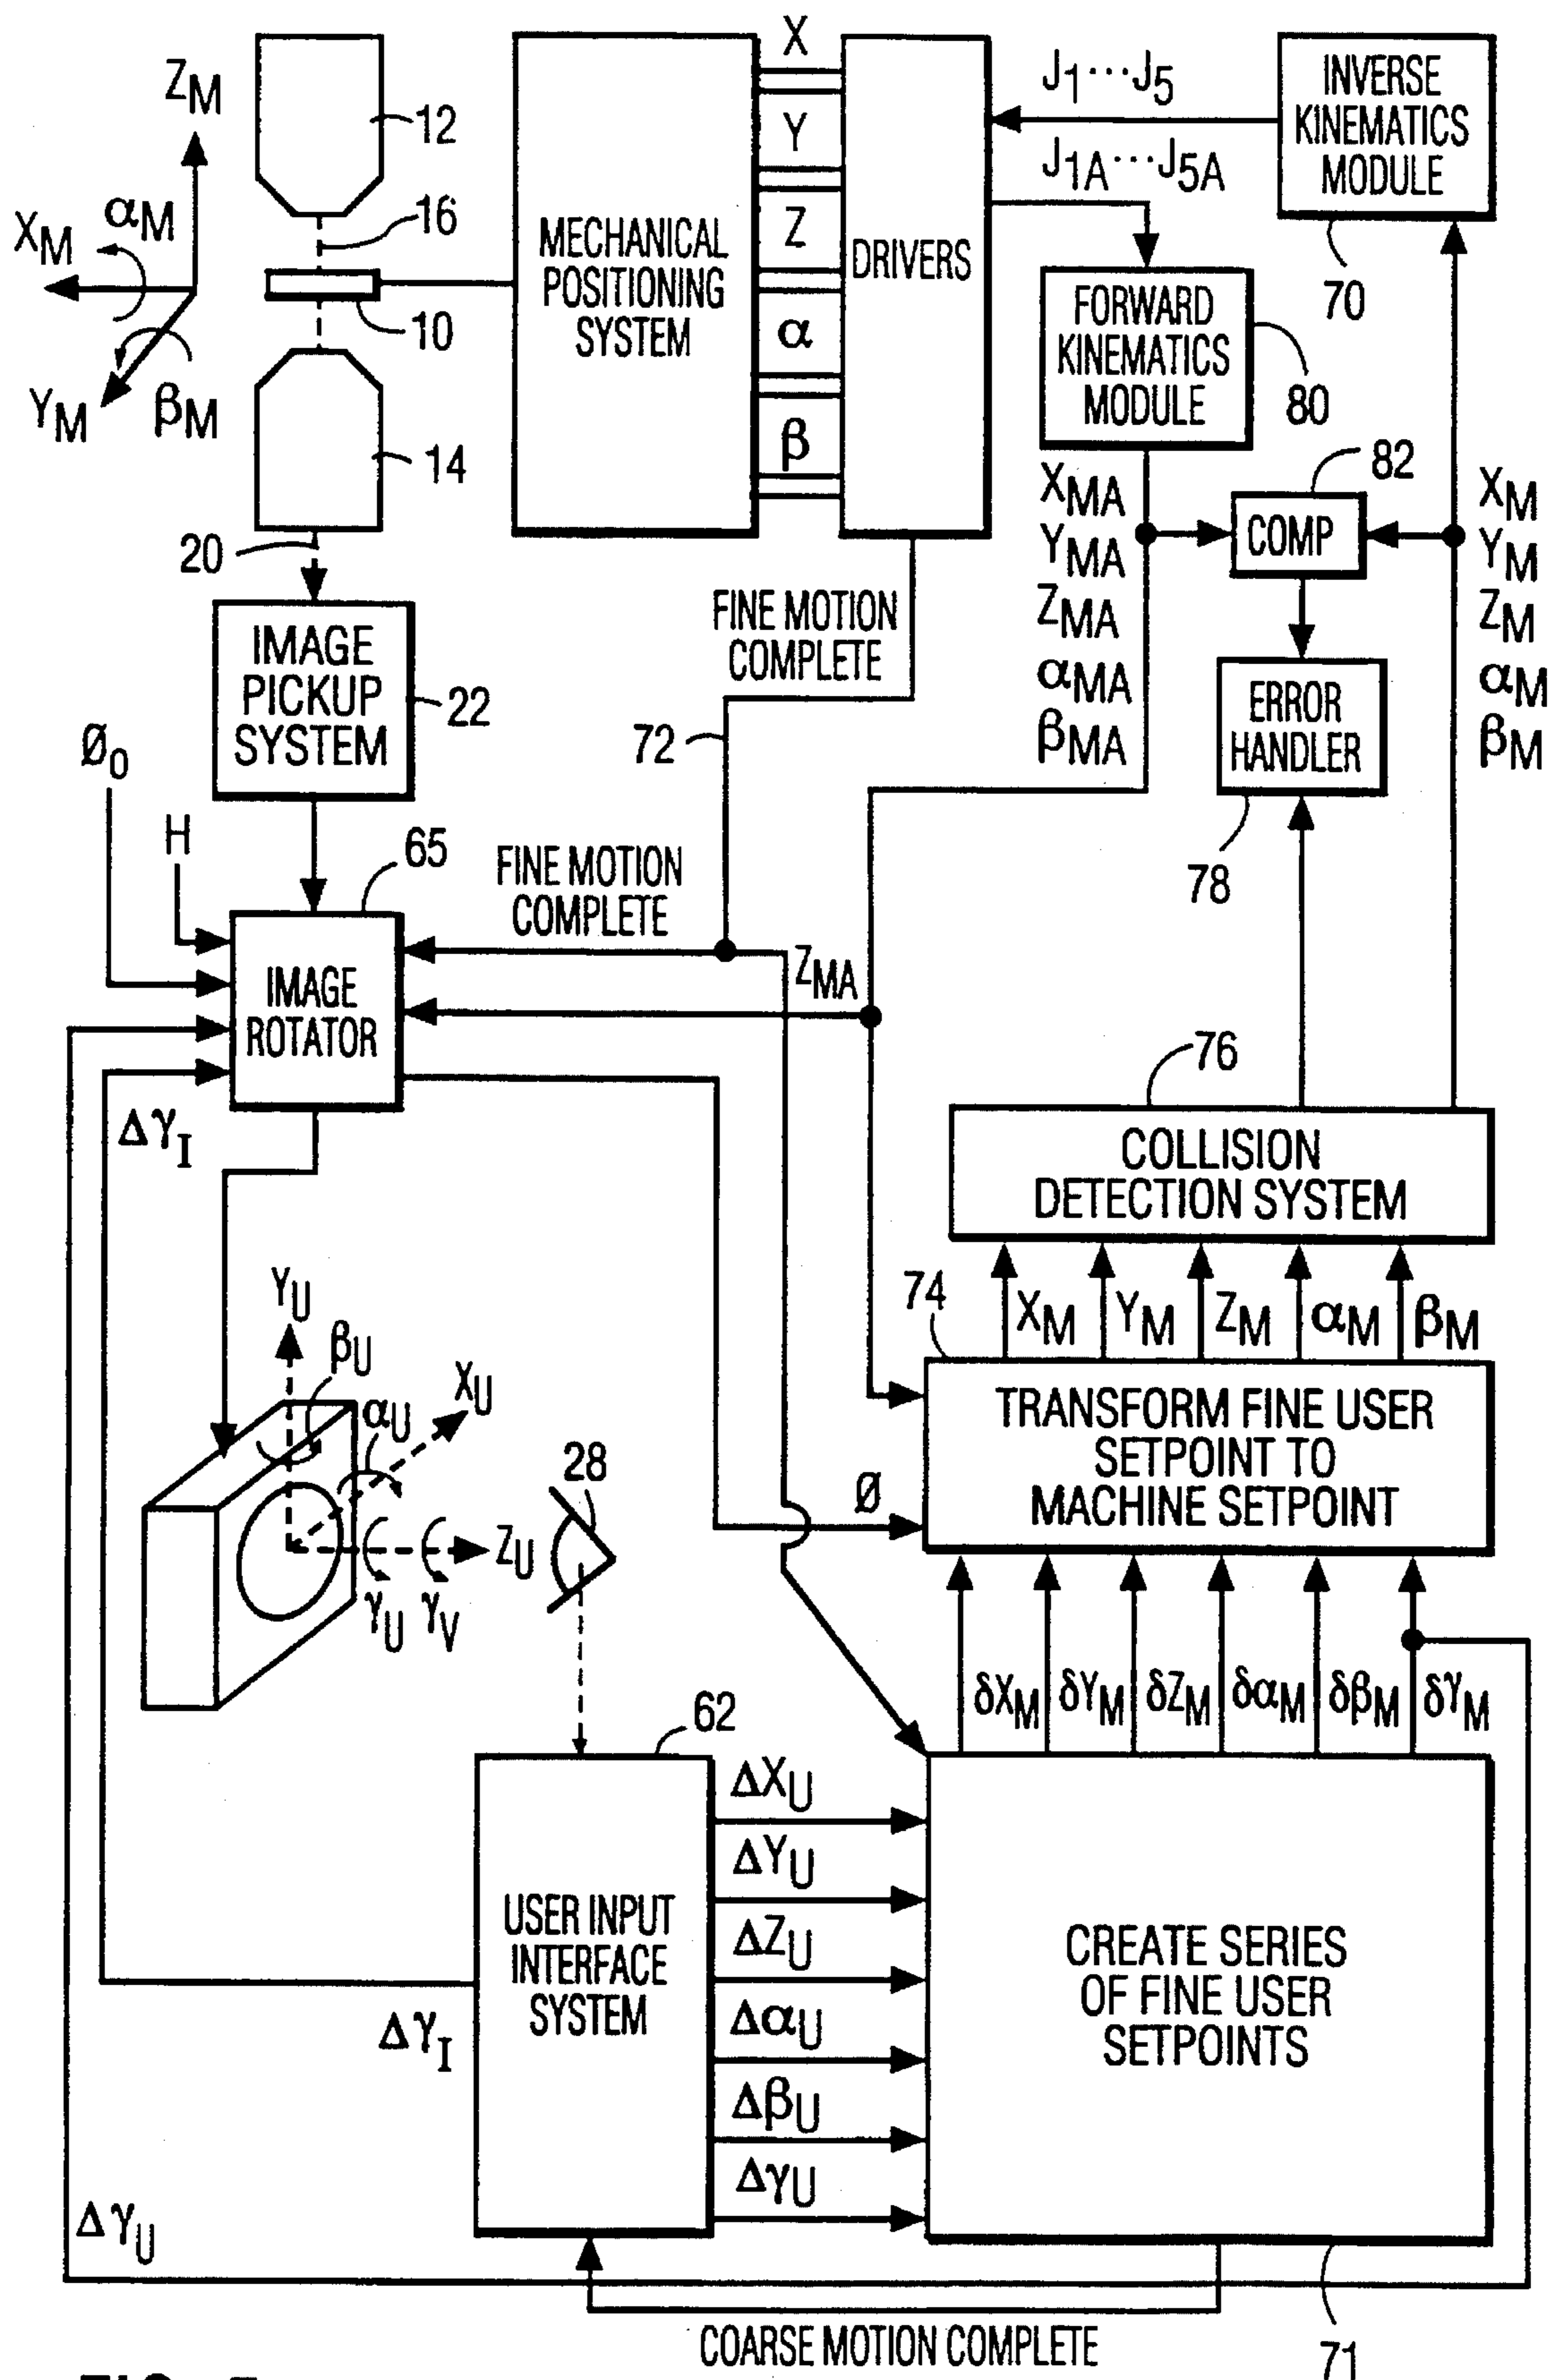 X
Z_M
12
MECHANICAL
POSITIONING
SYSTEM
Y
Z
α
β
DRIVERS
J_1...J_5
J_1A...J_5A
INVERSE
KINEMATICS
MODULE
70
X_M
α_M
16
10
Y_M
β_M
14
FORWARD
KINEMATICS
MODULE
80
20
X_MA
Y_MA
Z_MA
α_MA
β_MA
82
COMP
X_M
Y_M
Z_M
α_M
β_M
IMAGE
PICKUP
SYSTEM
22
FINE MOTION
COMPLETE
72
ERROR
HANDLER
78
Ø_0
H
65
FINE MOTION
COMPLETE
Z_MA
IMAGE
ROTATOR
Δγ_I
76
COLLISION
DETECTION SYSTEM
74
X_M
Y_M
Z_M
α_M
β_M
TRANSFORM FINE USER
SETPOINT TO
MACHINE SETPOINT
Ø
Y_U
β_U
α_U
X_U
Z_U
γ_U
γ_V
28
δX_M
δY_M
δZ_M
δα_M
δβ_M
δγ_M
62
USER INPUT
INTERFACE
SYSTEM
ΔX_U
ΔY_U
ΔZ_U
Δα_U
Δβ_U
Δγ_U
CREATE SERIES
OF FINE USER
SETPOINTS
Δγ_I
Δγ_U
COARSE MOTION COMPLETE
71